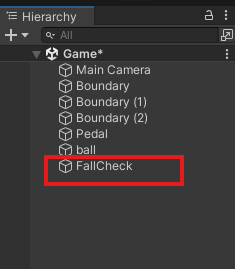 Hierarchy
All
Game*
Main Camera
Boundary
Boundary (1)
Boundary (2)
Pedal
ball
FallCheck